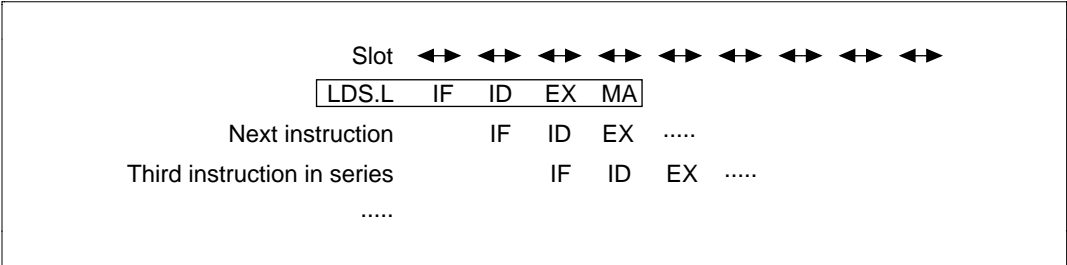 Slot
LDS.L IF ID EX MA
Next instruction IF ID EX .....
Third instruction in series IF ID EX .....
.....